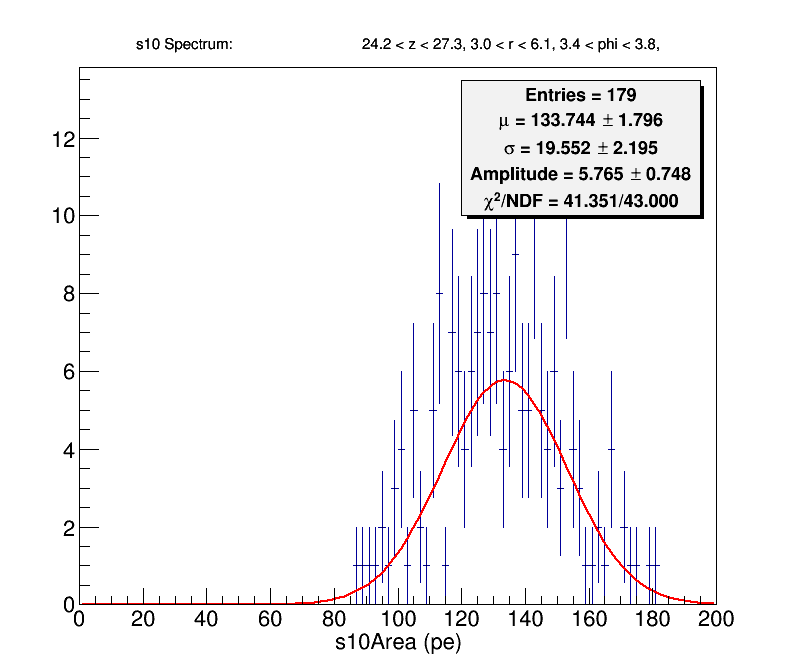 s10 Spectrum: 24.2 < z < 27.3, 3.0 < r < 6.1, 3.4 < phi < 3.8,
Entries = 179
μ = 133.744 ± 1.796
σ = 19.552 ± 2.195
Amplitude = 5.765 ± 0.748
χ²/NDF = 41.351/43.000
12
10
8
6
4
2
0
0 20 40 60 80 100 120 140 160 180 200
s10Area (pe)